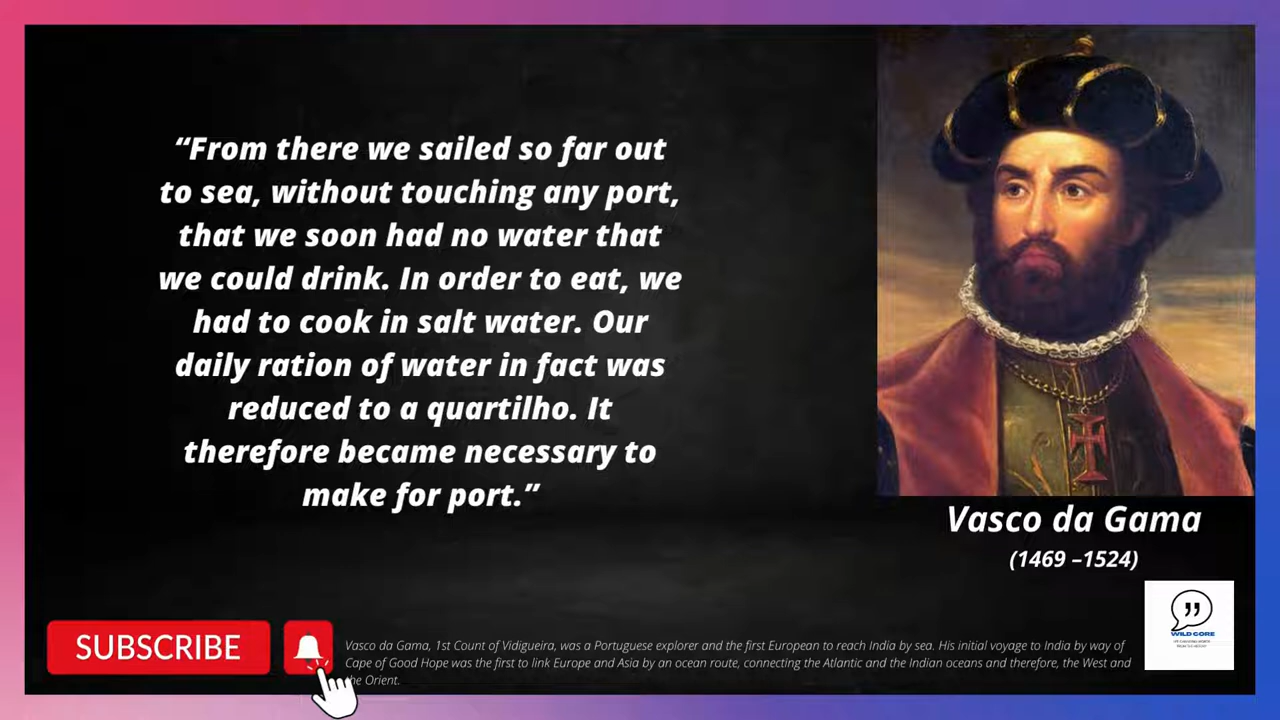 “From there we sailed so far out
to sea, without touching any port,
that we soon had no water that
we could drink. In order to eat, we
had to cook in salt water. Our
daily ration of water in fact was
reduced to a quartilho. It
therefore became necessary to
make for port.”
Vasco da Gama
(1469 –1524)
WILD GORE
SUBSCRIBE
Vasco da Gama, 1st Count of Vidigueira, was a Portuguese explorer and the first European to reach India by sea. His initial voyage to India by way of
Cape of Good Hope was the first to link Europe and Asia by an ocean route, connecting the Atlantic and the Indian oceans and therefore, the West and
the Orient.